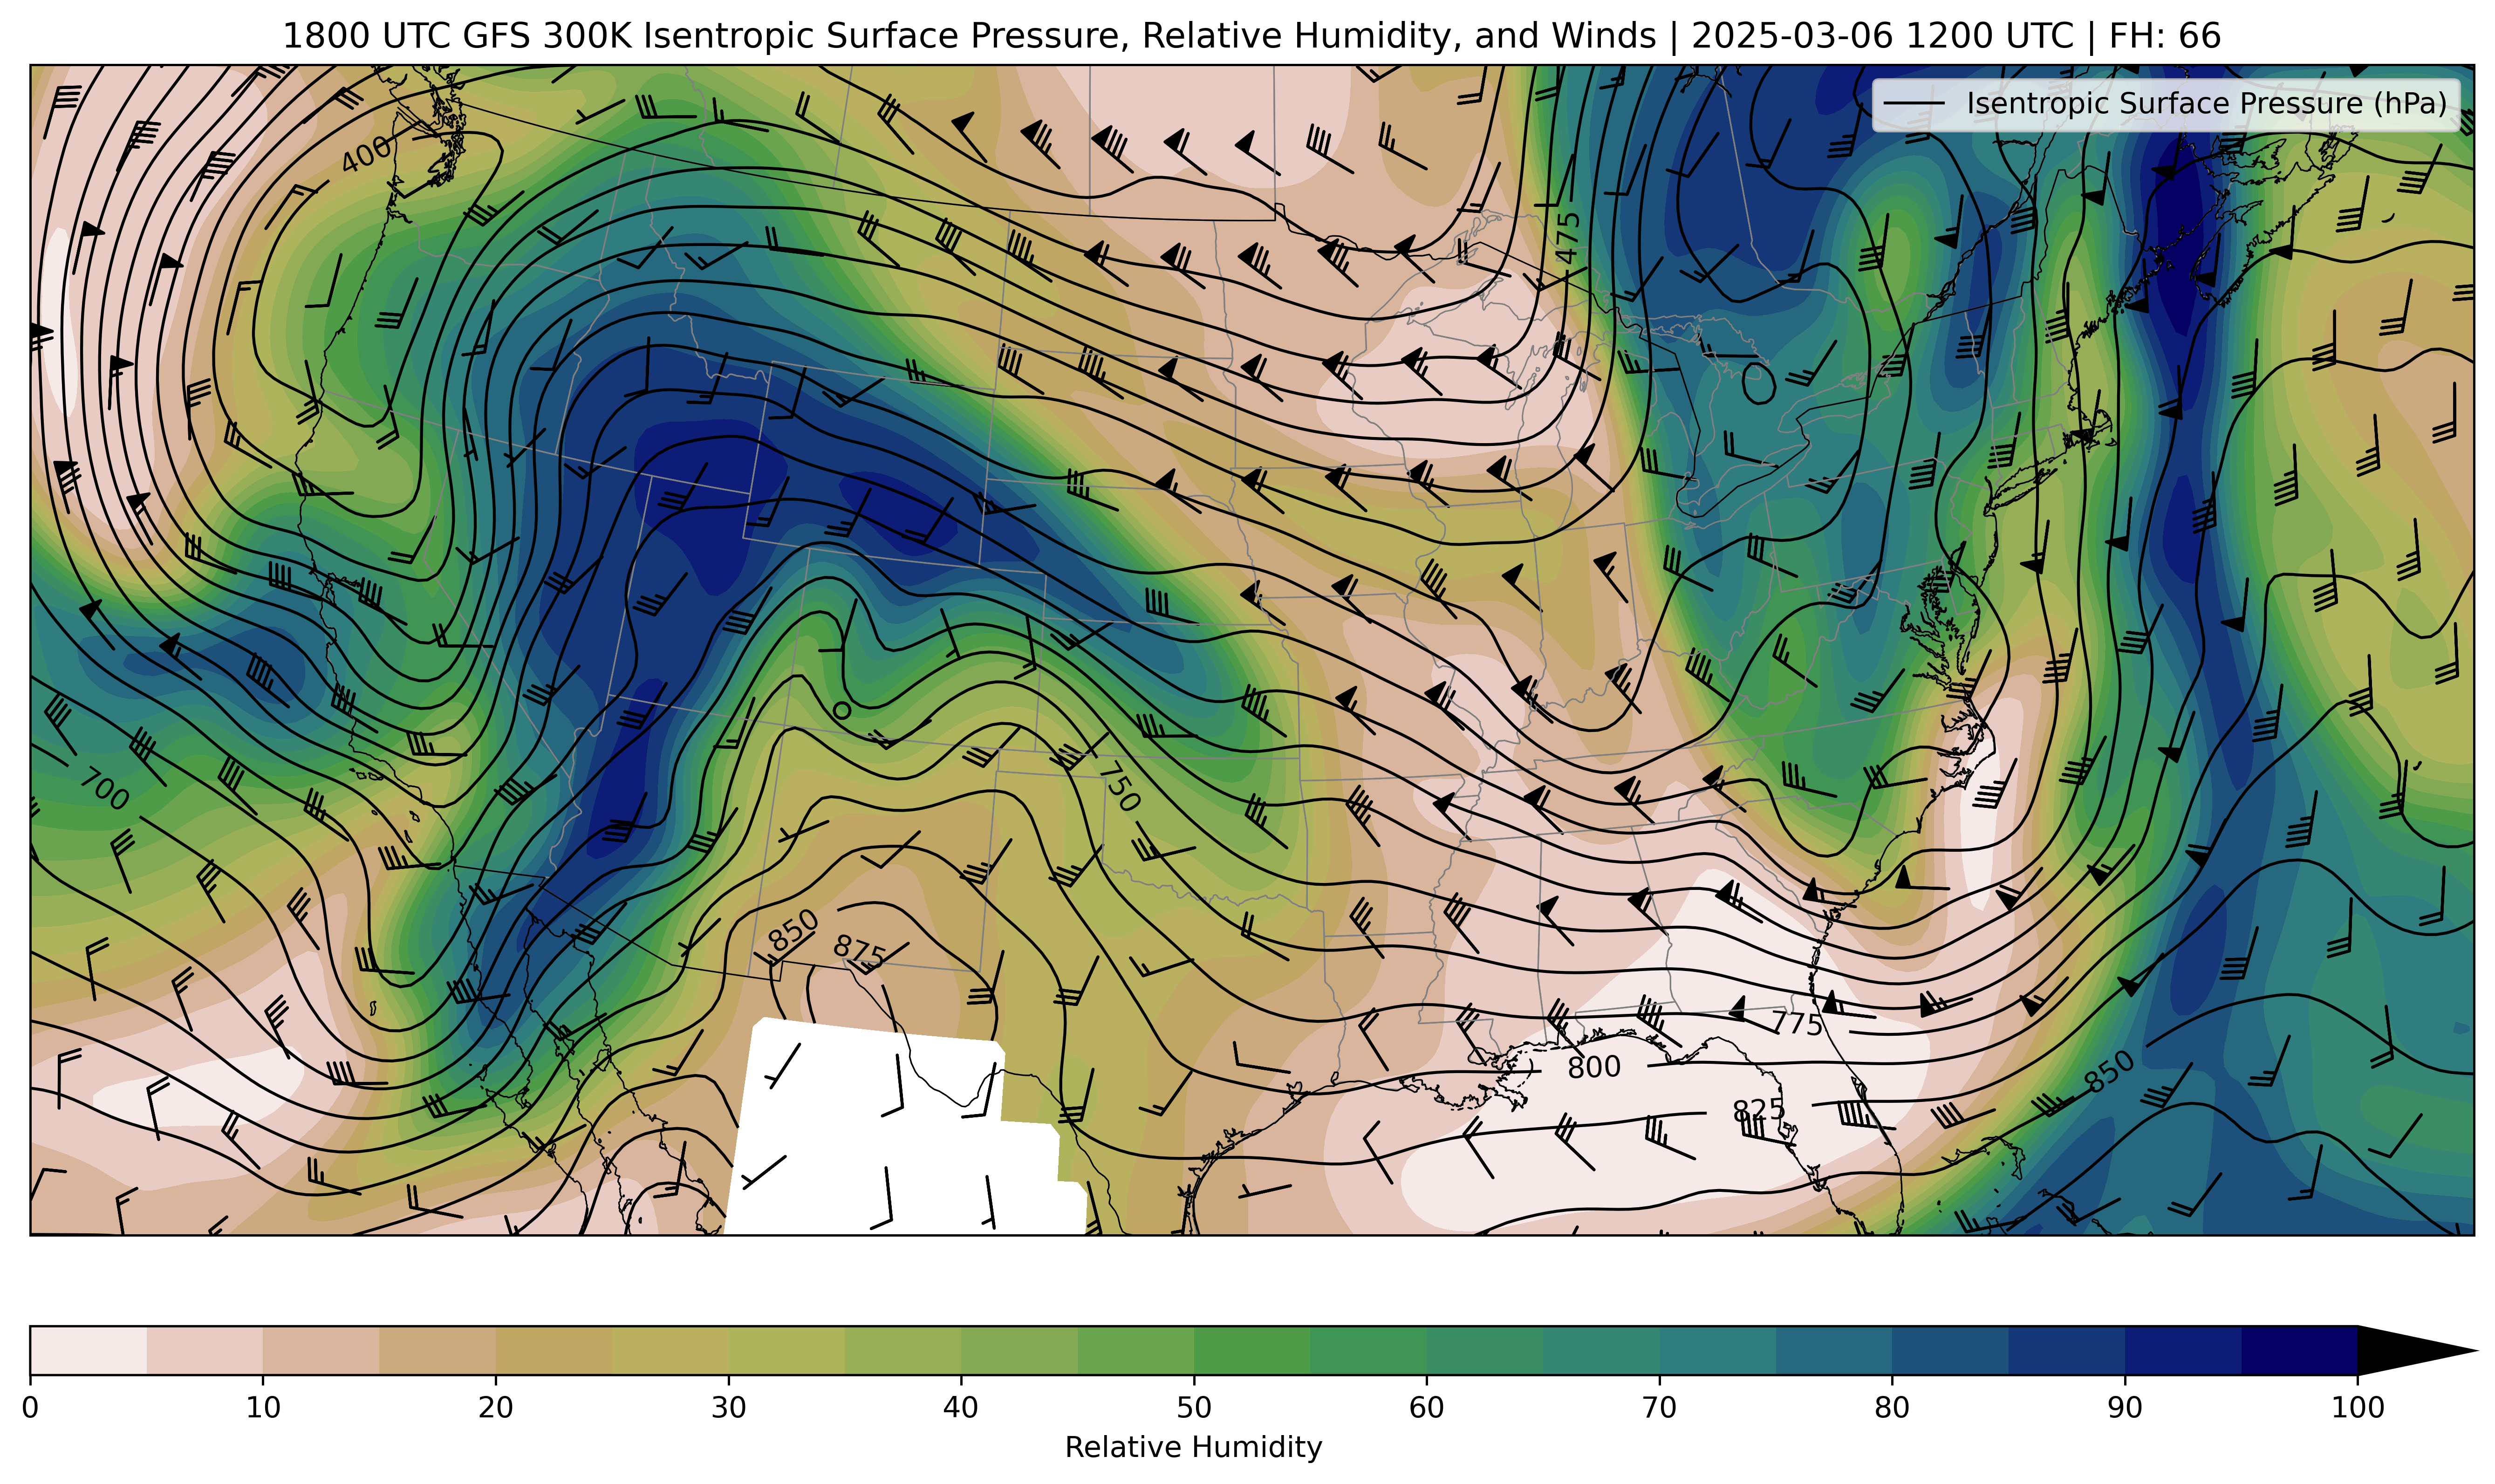 1800 UTC GFS 300K Isentropic Surface Pressure, Relative Humidity, and Winds | 2025-03-06 1200 UTC | FH: 66
Isentropic Surface Pressure (hPa)
400
475
700
750
850
875
775
800
850
825
0 10 20 30 40 50 60 70 80 90 100
Relative Humidity